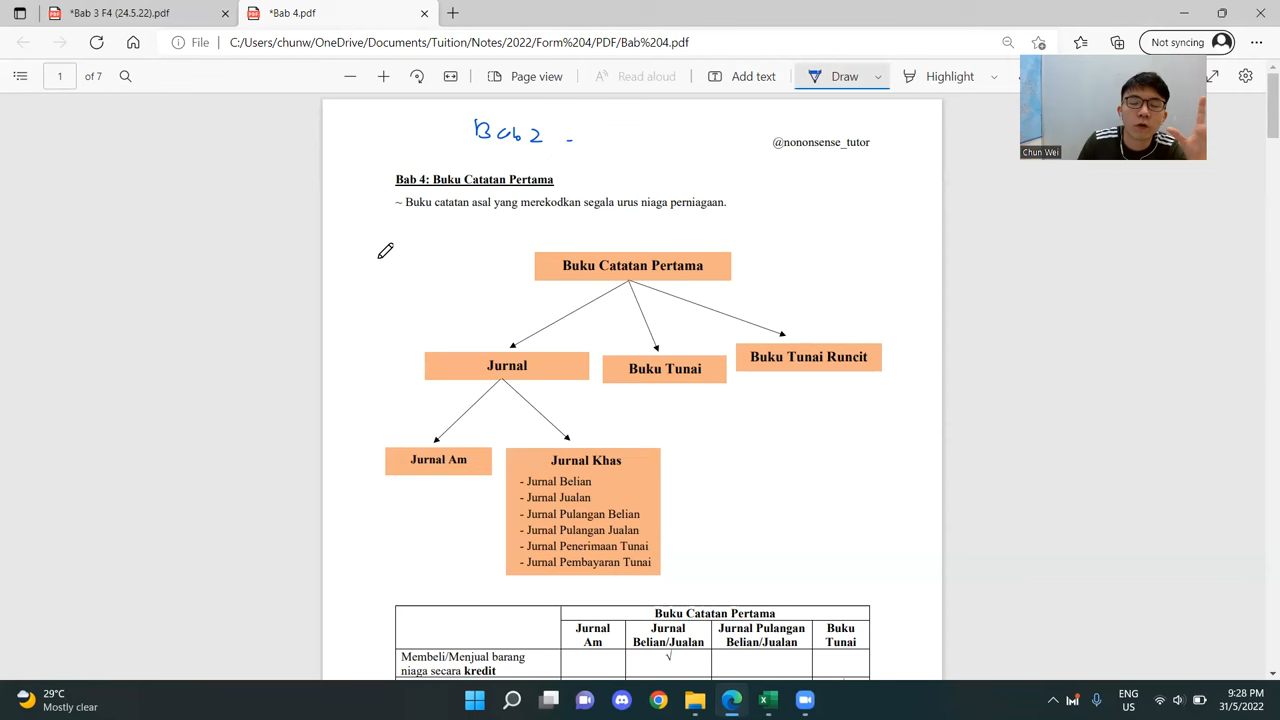 *Bab 3 F4 (24.5.22).pdf
*Bab 4.pdf
File
C:/Users/chunw/OneDrive/Documents/Tuition/Notes/2022/Form%204/PDF/Bab%204.pdf
Not syncing
1 of 7
Page view
Read aloud
Add text
Draw
Highlight
Chun Wei
Bab 2 -
@nononsense_tutor
Bab 4: Buku Catatan Pertama
~ Buku catatan asal yang merekodkan segala urus niaga perniagaan.
Buku Catatan Pertama
Jurnal
Buku Tunai
Buku Tunai Runcit
Jurnal Am
Jurnal Khas
- Jurnal Belian
- Jurnal Jualan
- Jurnal Pulangan Belian
- Jurnal Pulangan Jualan
- Jurnal Penerimaan Tunai
- Jurnal Pembayaran Tunai
Buku Catatan Pertama
Jurnal Am
Jurnal Belian/Jualan
Jurnal Pulangan Belian/Jualan
Buku Tunai
Membeli/Menjual barang
niaga secara kredit
√
29°C
Mostly clear
ENG
US
9:28 PM
31/5/2022